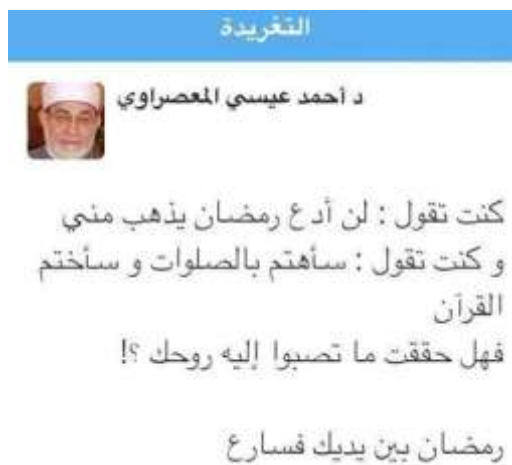 التغريدة
د أحمد عيسي المعصراوي
كنت تقول : لن أدع رمضان يذهب مني
و كنت تقول : سأهتم بالصلوات و سأختم
القرآن
فهل حققت ما تصبوا إليه روحك ؟!
رمضان بين يديك فسارع